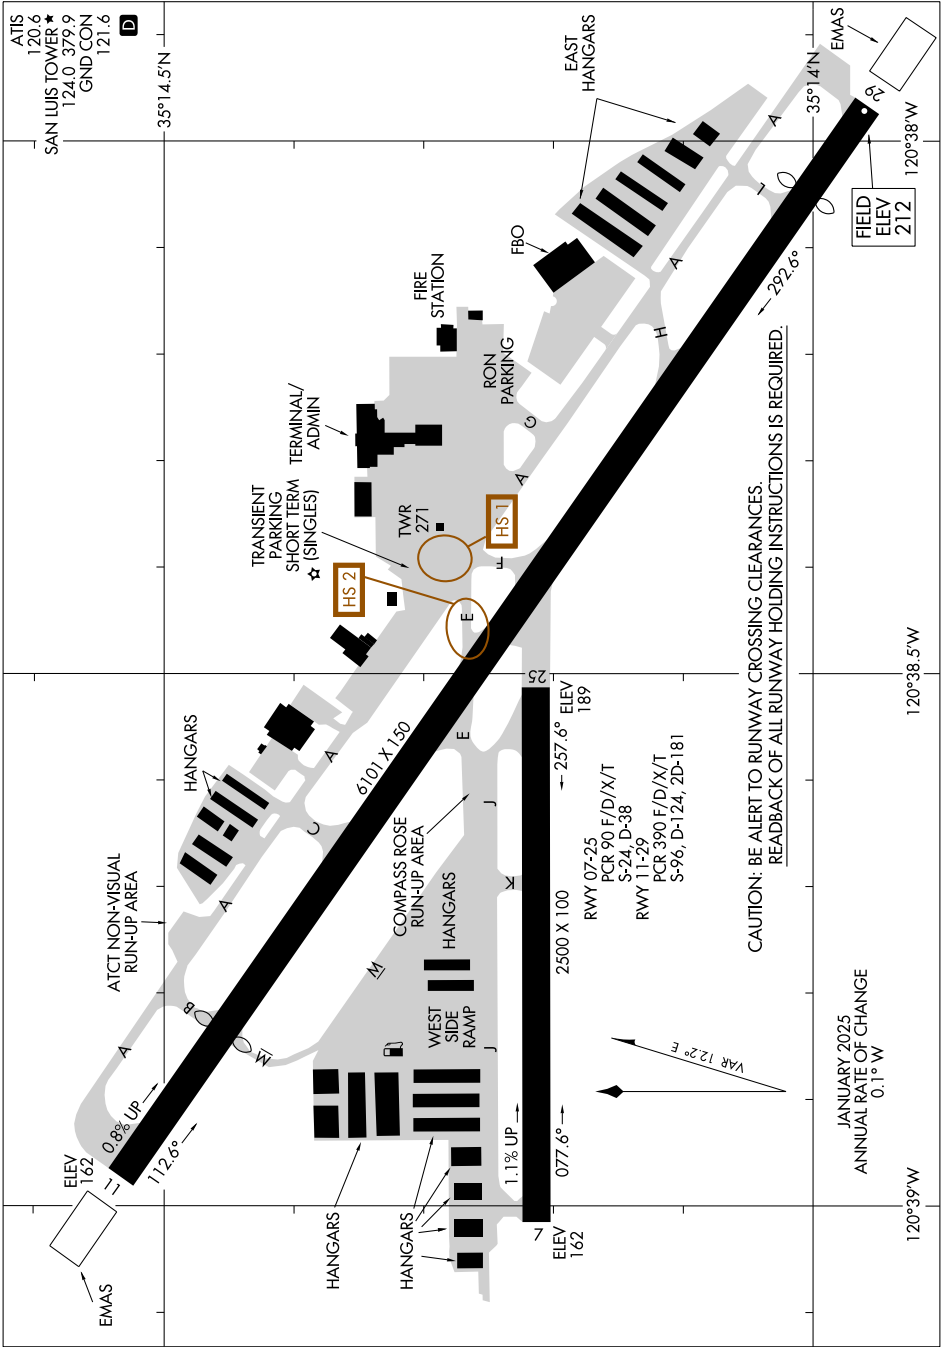 ATIS
120.6
SAN LUIS TOWER★
124.0 379.9
GND CON
121.6
D
35°14.5'N
35°14'N
EMAS
29
EAST
HANGARS
120°38'W
FIELD
ELEV
212
A
L
A
FBO
292.6°
H
FIRE
STATION
RON
PARKING
G
A
TERMINAL/
ADMIN
TRANSIENT
PARKING
SHORT TERM
(SINGLES)
TWR
271
HS 1
HS 2
F
E
25
ELEV
189
120°38.5'W
257.6°
E
J
K
HANGARS
A
C
6101 X 150
COMPASS ROSE
RUN-UP AREA
ATCT NON-VISUAL
RUN-UP AREA
A
HANGARS
M
WEST
SIDE
RAMP
J
2500 X 100
RWY 07-25
PCR 90 F/D/X/T
S-24, D-38
RWY 11-29
PCR 390 F/D/X/T
S-96, D-124, 2D-181
CAUTION: BE ALERT TO RUNWAY CROSSING CLEARANCES.
READBACK OF ALL RUNWAY HOLDING INSTRUCTIONS IS REQUIRED.
B
M
A
0.8% UP
112.6°
ELEV
162
11
EMAS
HANGARS
HANGARS
1.1% UP
077.6°
7
ELEV
162
120°39'W
VAR 12.2° E
JANUARY 2025
ANNUAL RATE OF CHANGE
0.1° W